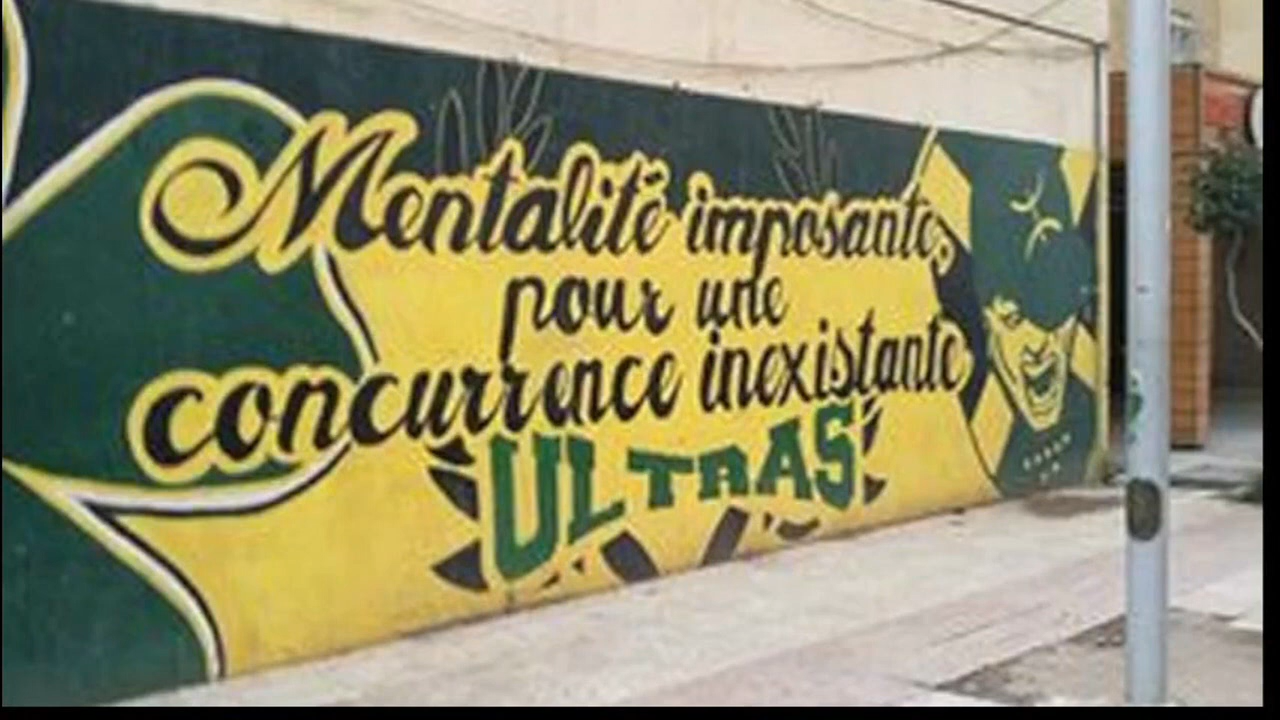 Mentalité imposante,
pour une
concurrence inexistante
ULTRAS